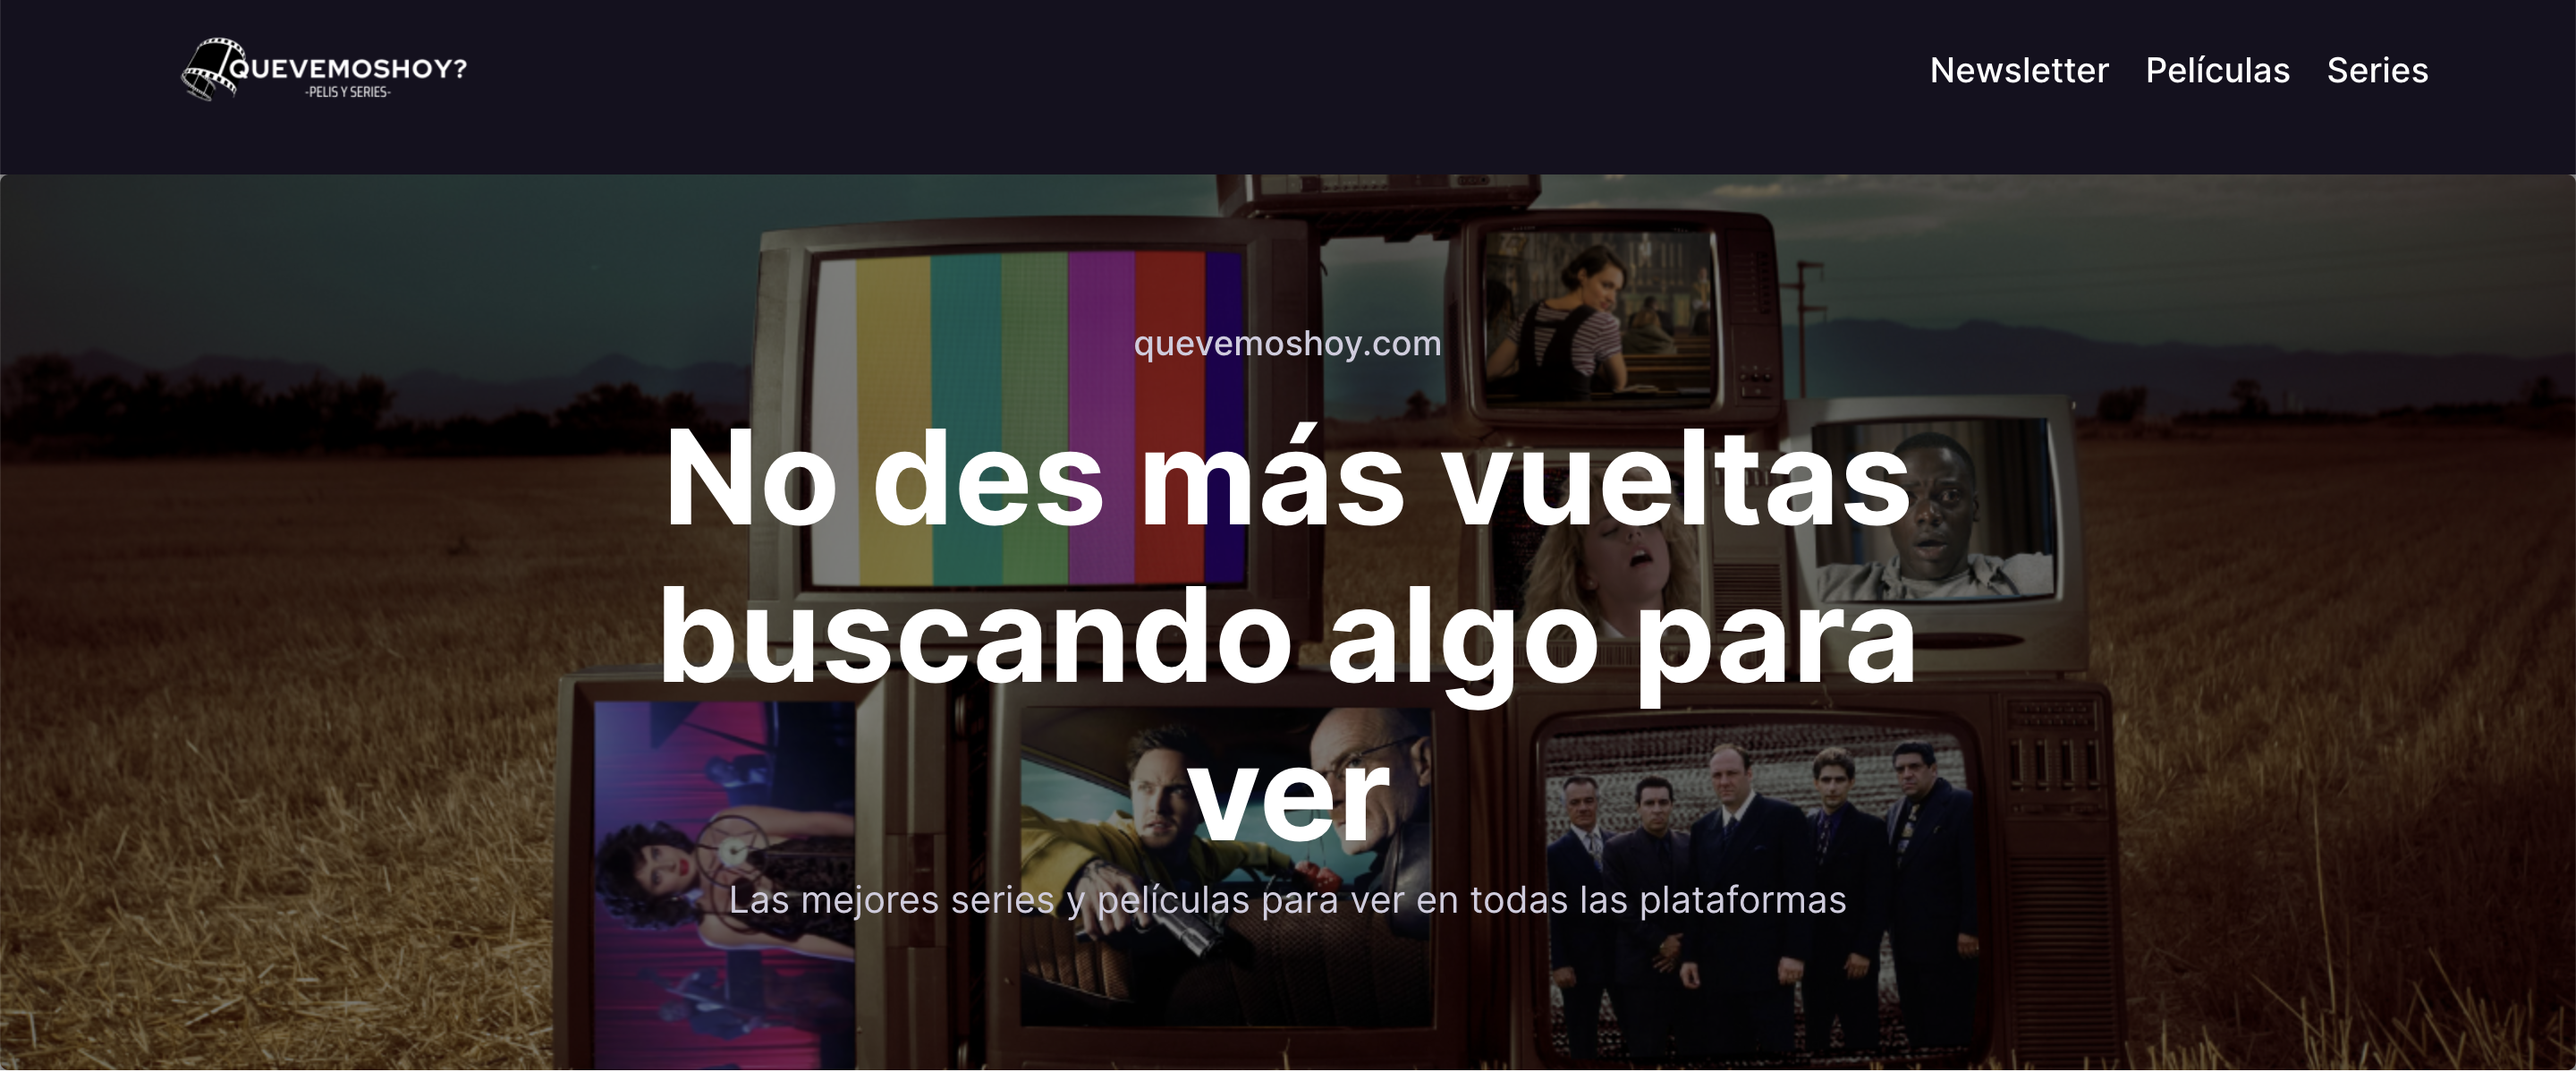 QUEVEMOSHOY?
-PELIS Y SERIES-
Newsletter Películas Series
quevemoshoy.com
No des más vueltas
buscando algo para
ver
Las mejores series y películas para ver en todas las plataformas